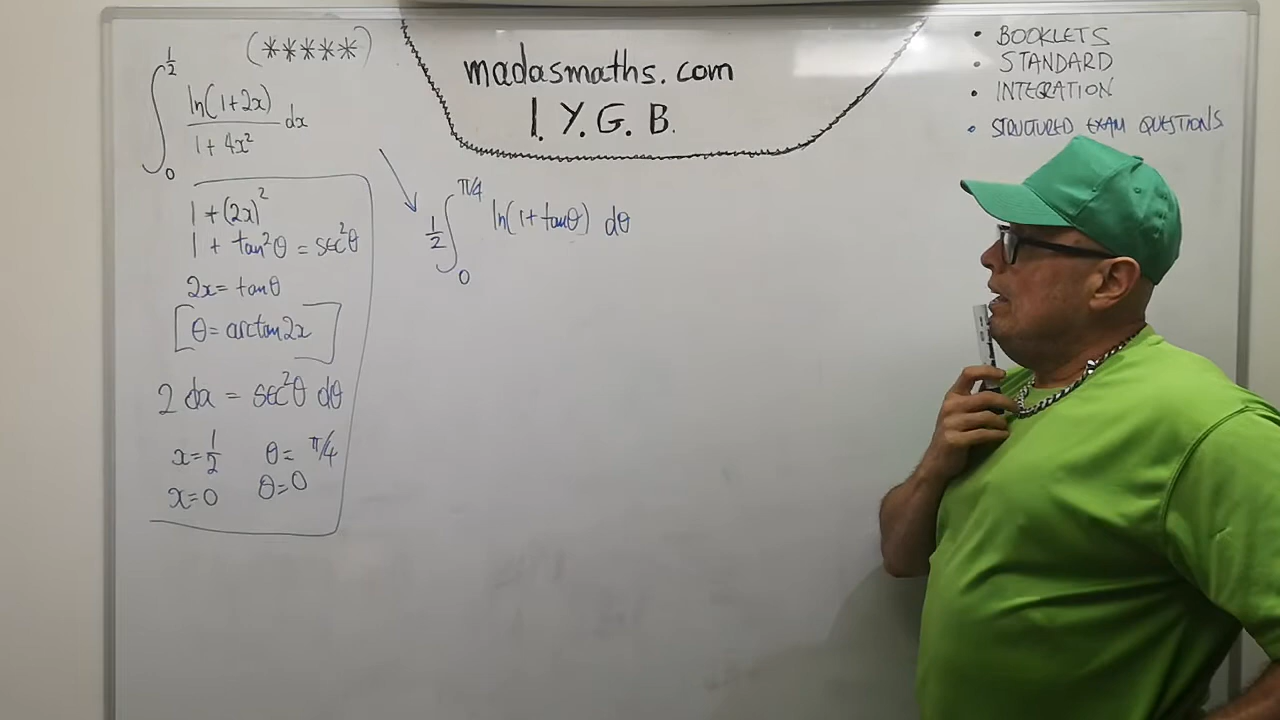 (*****)
∫₀^½ ln(1+2x)/(1+4x²) dx
1+(2x)²
1 + tan²θ = sec²θ
2x = tanθ
[θ = arctan2x]
2 dx = sec²θ dθ
x=½ θ= π/4
x=0 θ=0
madasmaths.com
I.Y.G.B.
½∫₀^π/4 ln(1+tanθ) dθ
• BOOKLETS
• STANDARD
• INTEGRATION
• STRUCTURED EXAM QUESTIONS